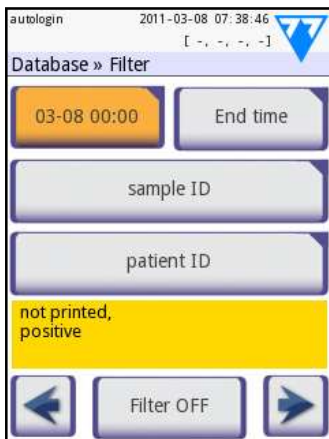 autologin 2011-03-08 07:38:46
[ -, -, -, -]
Database » Filter
03-08 00:00 End time
sample ID
patient ID
not printed,
positive
Filter OFF